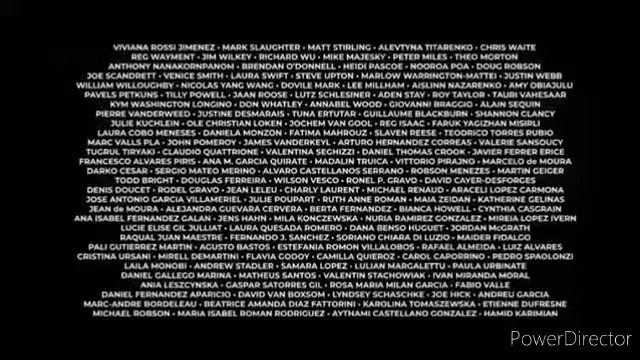 VIVIANA ROSSI JIMENEZ • MARK SLAUGHTER • MATT STIRLING • ALEVTYNA TITARENKO • CHRIS WAITE
REG WAYMENT • JIM WILKEY • RICHARD WU • MIKE MAJESKY • PETER MILES • THEO MORTON
ANTHONY NANAKORNPANOM • BRENDAN O'DONNELL • HEIDI PASCOE • NOOROA POA • DOUG ROBSON
JOE SCANDRETT • VENICE SMITH • LAURA SWIFT • STEVE UPTON • MARLOW WARRINGTON-MATTEI • JUSTIN WEBB
WILLIAM WILLOUGHBY • NICOLAS YANG WANG • DOVILE MARK • LEE MILLHAM • AISLINN NAZARENKO • AMY OBIAJULU
PAVELS PETKUNS • TILLY POWELL • JAAN ROOSE • LUTZ SCHLESINER • ADEN STAY • ROY TAYLOR • TAURI VAHESAAR
KYM WASHINGTON LONGINO • DON WHATLEY • ANNABEL WOOD • GIOVANNI BRAGGIO • ALAIN SEQUIN
PIERRE VANDERWEED • JUSTINE DESMARAIS • TUNA ERTUTAR • GUILLAUME BLACKBURN • SHANNON CLANCY
JULIE KUCHLEIN • OLE CHRISTIAN LOKEN • JOCHEM VAN GOOL • REG ISAAC • FARUK YAGIZHAN MISIRLI
LAURA COBO MENESES • DANIELA MONZON • FATIMA MAHROUZ • SLAVEN REESE • TEODRICO TORRES RUBIO
MARC VALLS PLA • JOHN POMEROY • JAMES VANDERKEYL • ARTURO HERNANDEZ CORREAS • VALERIE SANSOUCY
TUGRUL TIRYAKI • CLAUDIO QUATTRIONE • VALENTINA SEGHIZZI • DANIEL THOMAS CROOK • JAVIER FERRER ERICE
FRANCESCO ALVARES PIRIS • ANA M. GARCIA QUIRATE • MADALIN TRUICA • VITTORIO PIRAJNO • MARCELO de MOURA
DARKO CESAR • SERGIO MATEO MERINO • ALVARO CASTELLANOS SERRANO • ROBSON MENEZES • MARTIN GEIGER
TODD BRIGHT • DOUGLAS FERREIRA • WILSON VESCO • RONEL P. GRAVO • DAVID CAYER-DESFORGES
DENIS DOUCET • RODEL GRAVO • JEAN LELEU • CHARLY LAURENT • MICHAEL RENAUD • ARACELI LOPEZ CARMONA
JOSE ANTONIO GARCIA VILLAMERIEL • JULIE POUPART • RUTH ANNE ROMAN • MAIA ZEIDAN • KATHERINE GELINAS
JEAN de MOURA • ALEJANDRA GUEVARA CERVERA • BERTA FERNANDEZ • BIANCA HOWELL • CYNTHIA CASGRAIN
ANA ISABEL FERNANDEZ GALAN • JENS HAHN • MILA KONCZEWSKA • NURIA RAMIREZ GONZALEZ • MIREIA LOPEZ IVERN
LUCIE ELISE GIL JULLIAT • LAURA QUESADA ROMERO • DANA BENSO HUGUET • JORDAN McGRATH
RAQUAL JUAN MAESTRE • FERNANDO J. SANCHEZ • SORIANO CHIARA DI LUZIO • MAIDER FIDALGO
PALI GUTIERREZ MARTIN • AGUSTO BASTOS • ESTEFANIA ROMON VILLALOBOS • RAFAEL ALMEIDA • LUIZ ALVARES
CRISTINA URSANI • MIRELL DEMARTINI • FLAVIA GODOY • CAMILLA QUIEROZ • CAROL CAPORRINO • PEDRO SPAOLONZI
LAILA MONOBI • ANDREW STADLER • SAMARA LOPEZ • LULIAN MARGALETTU • PAULA URBINATE
DANIEL GALLEGO MARINA • MATHEUS SANTOS • VALENTIN STACHOWIAK • IVAN MIRANDA MORAL
ANIA LESZCYNSKA • GASPAR SATORRES GIL • ROSA MARIA MILAN GARCIA • FABIO VALLE
DANIEL FERNANDEZ APARICIO • DAVID VAN BOXSOM • LYNDSEY SCHASCHKE • JOE HICK • ANDREU GARCIA
MARC-ANDRE BORDELEAU • BEATRICE AMANDA DIAZ FATTORINI • KAROLINA TOMASZEWSKA • ETIENNE DUFRESNE
MICHAEL ROBSON • MARIA ISABEL ROMAN RODRIGUEZ • AYTHAMI CASTELLANO GONZALEZ • HAMID KARIMIAN
PowerDirector